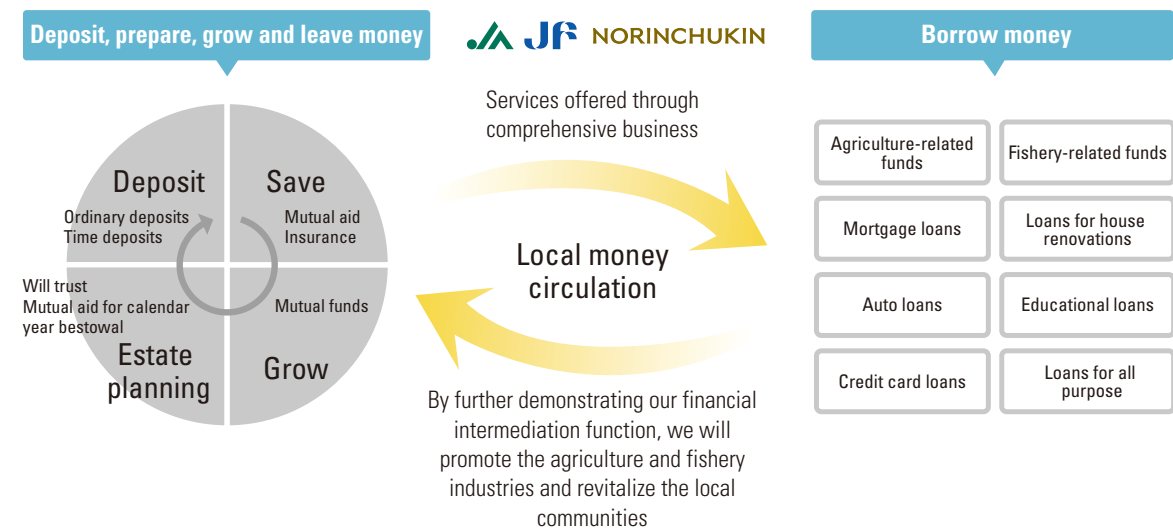 Deposit, prepare, grow and leave money
JA JF NORINCHUKIN
Borrow money
Services offered through
comprehensive business
Deposit
Ordinary deposits
Time deposits
Save
Mutual aid
Insurance
Will trust
Mutual aid for calendar
year bestowal
Estate
planning
Mutual funds
Grow
Local money
circulation
By further demonstrating our financial
intermediation function, we will
promote the agriculture and fishery
industries and revitalize the local
communities
Agriculture-related
funds
Fishery-related funds
Mortgage loans
Loans for house
renovations
Auto loans
Educational loans
Credit card loans
Loans for all
purpose